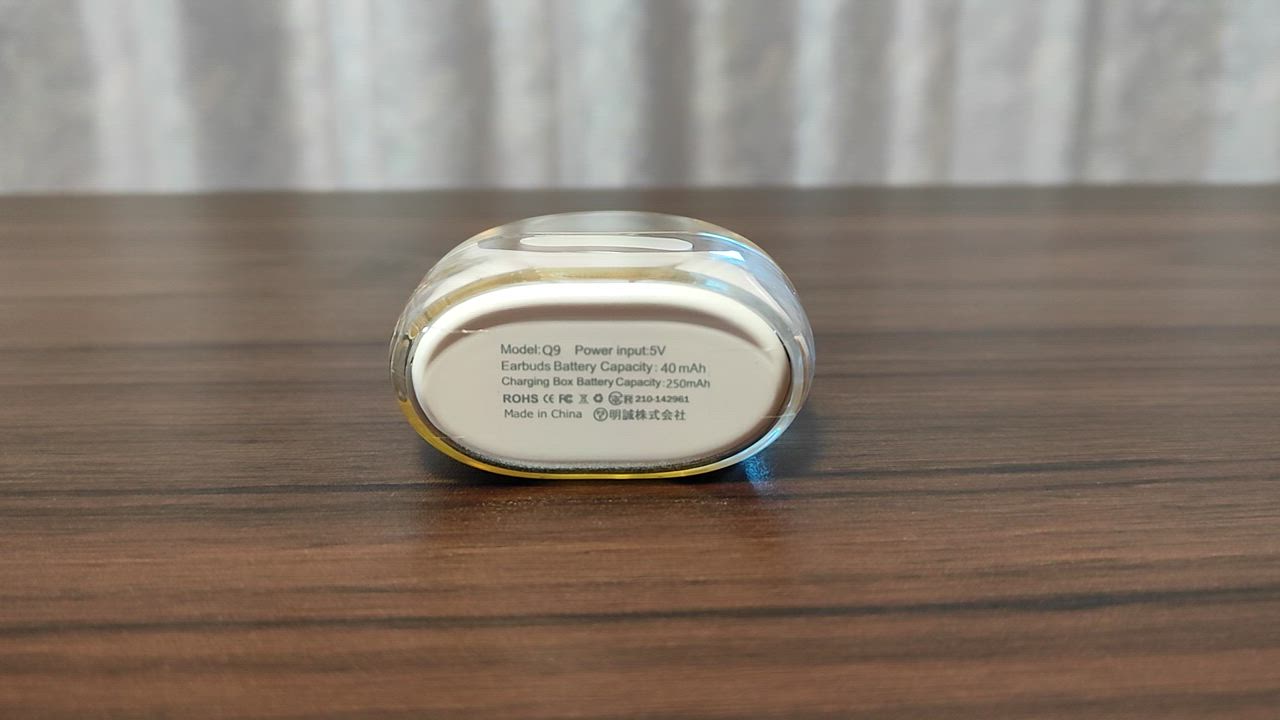 Model:Q9 Power input:5V
Earbuds Battery Capacity: 40 mAh
Charging Box Battery Capacity:250mAh
ROHS CE FC R 210-142961
Made in China 明誠株式会社